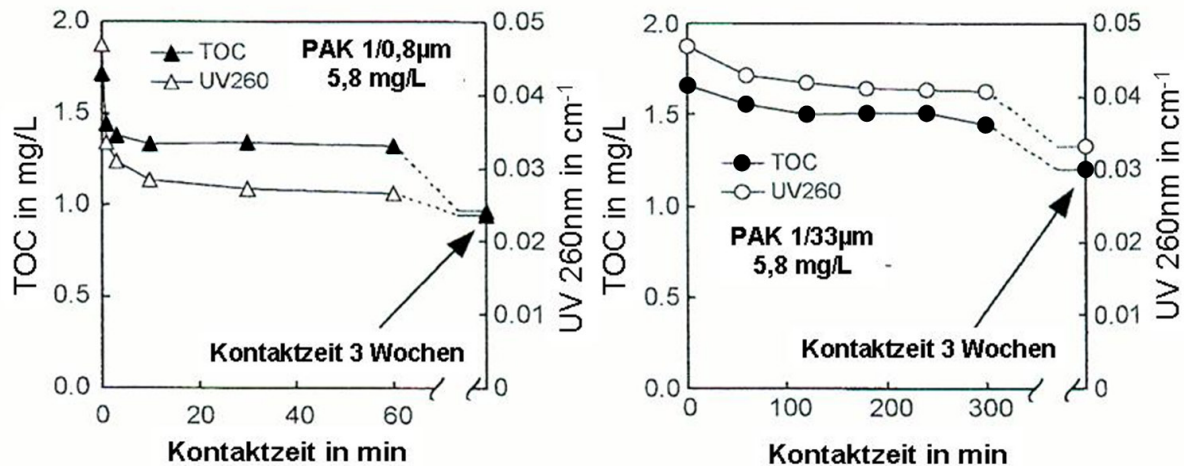 TOC in mg/L
2.0
1.5
1.0
0.5
0.0
TOC
UV260
PAK 1/0,8µm
5,8 mg/L
Kontaktzeit 3 Wochen
0.05
0.04
0.03
0.02
0.01
0
UV 260nm in cm-1
0 20 40 60
Kontaktzeit in min
TOC in mg/L
2.0
1.5
1.0
0.5
0.0
TOC
UV260
PAK 1/33µm
5,8 mg/L
Kontaktzeit 3 Wochen
0.05
0.04
0.03
0.02
0.01
0
UV 260nm in cm-1
0 100 200 300
Kontaktzeit in min